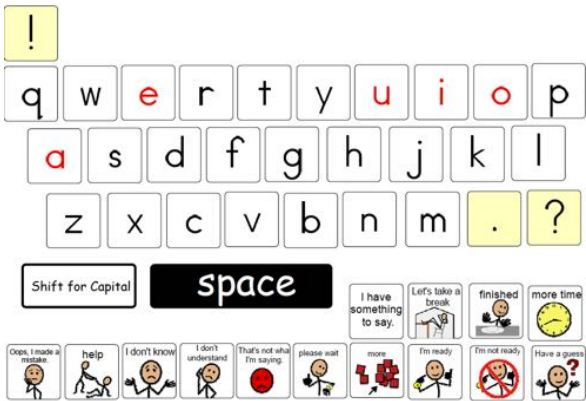 !
q w e r t y u i o p
a s d f g h j k l
z x c v b n m . ?
Shift for Capital
space
I have
something
to say.
Let's take a
break
finished
more time
Oops, I made a
mistake.
help
I don't know
I don't
understand
That's not wha
I'm saying.
please wait
more
I'm ready
I'm not ready
Have a guess
?